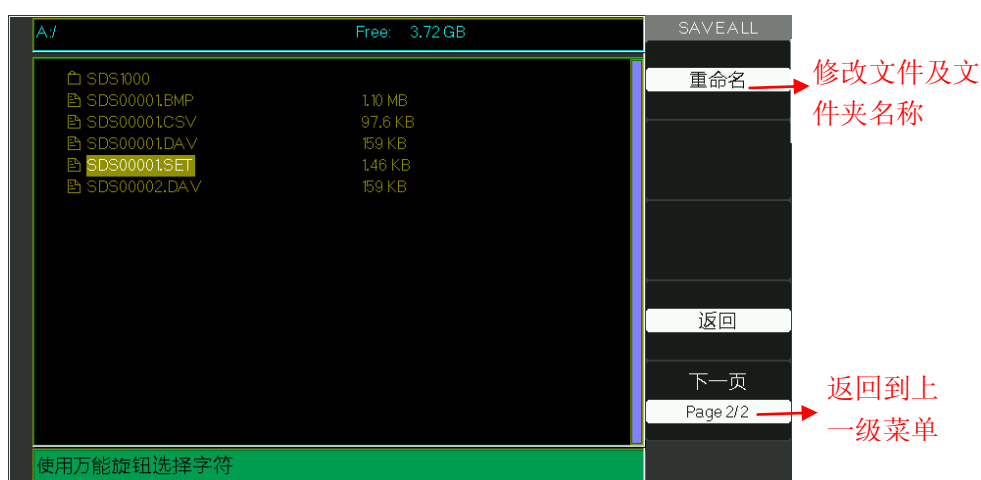 A:/ Free: 3.72 GB
SDS1000
SDS00001.BMP 1.10 MB
SDS00001.CSV 97.6 KB
SDS00001.DAV 159 KB
SDS00001.SET 1.46 KB
SDS00002.DAV 159 KB
使用万能旋钮选择字符
SAVEALL
重命名
返回
下一页
Page 2/2
修改文件及文
件夹名称
返回到上
一级菜单